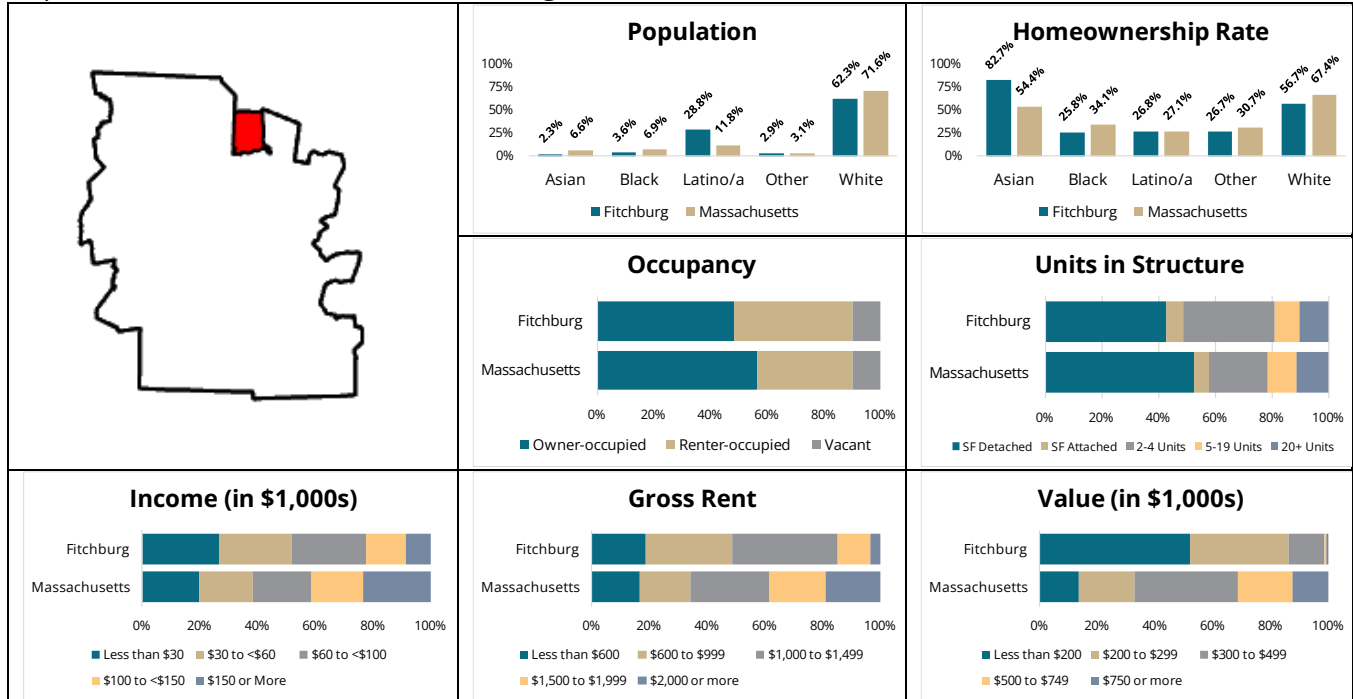 Population
100%
75%
50%
25%
0%
2.3%
6.6%
3.6%
6.9%
28.8%
11.8%
2.9%
3.1%
62.3%
71.6%
Asian Black Latino/a Other White
Fitchburg Massachusetts
Homeownership Rate
100%
75%
50%
25%
0%
82.7%
54.4%
25.8%
34.1%
26.8%
27.1%
26.7%
30.7%
56.7%
67.4%
Asian Black Latino/a Other White
Fitchburg Massachusetts
Occupancy
Fitchburg
Massachusetts
0% 20% 40% 60% 80% 100%
Owner-occupied Renter-occupied Vacant
Units in Structure
Fitchburg
Massachusetts
0% 20% 40% 60% 80% 100%
SF Detached SF Attached 2-4 Units 5-19 Units 20+ Units
Income (in $1,000s)
Fitchburg
Massachusetts
0% 20% 40% 60% 80% 100%
Less than $30 $30 to <$60 $60 to <$100
$100 to <$150 $150 or More
Gross Rent
Fitchburg
Massachusetts
0% 20% 40% 60% 80% 100%
Less than $600 $600 to $999 $1,000 to $1,499
$1,500 to $1,999 $2,000 or more
Value (in $1,000s)
Fitchburg
Massachusetts
0% 20% 40% 60% 80% 100%
Less than $200 $200 to $299 $300 to $499
$500 to $749 $750 or more